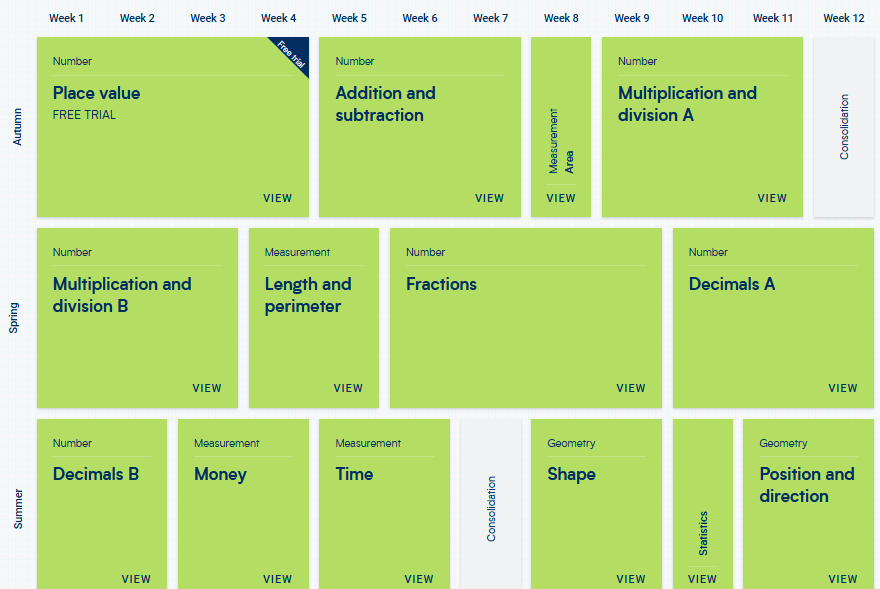 Week 1 Week 2 Week 3 Week 4 Week 5 Week 6 Week 7 Week 8 Week 9 Week 10 Week 11 Week 12
Autumn
Number
Place value
FREE TRIAL
Free trial
VIEW
Number
Addition and
subtraction
VIEW
Measurement
Area
VIEW
Number
Multiplication and
division A
VIEW
Consolidation
Spring
Number
Multiplication and
division B
VIEW
Measurement
Length and
perimeter
VIEW
Number
Fractions
VIEW
Number
Decimals A
VIEW
Summer
Number
Decimals B
VIEW
Measurement
Money
VIEW
Measurement
Time
VIEW
Consolidation
Geometry
Shape
VIEW
Statistics
VIEW
Geometry
Position and
direction
VIEW